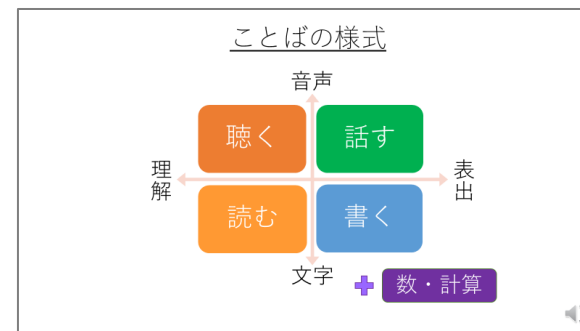 ことばの様式
音声
聴く
話す
理解
表出
読む
書く
文字
数・計算